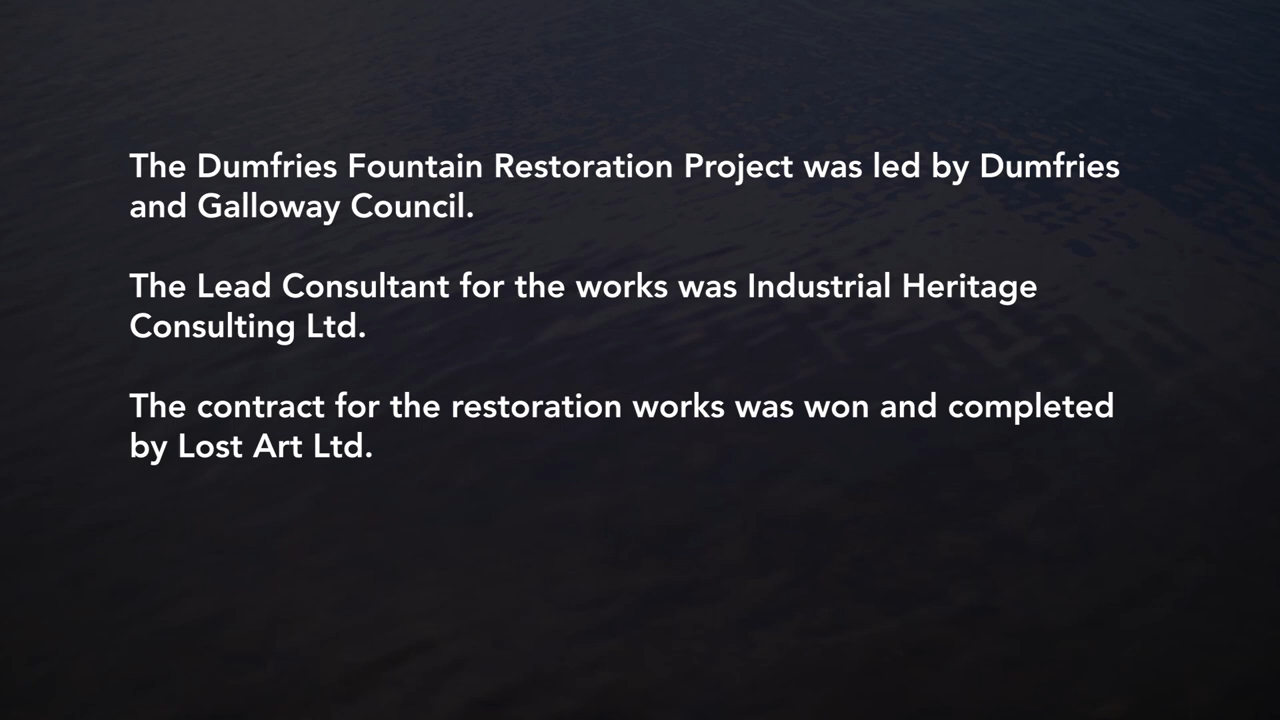 The Dumfries Fountain Restoration Project was led by Dumfries
and Galloway Council.
The Lead Consultant for the works was Industrial Heritage
Consulting Ltd.
The contract for the restoration works was won and completed
by Lost Art Ltd.